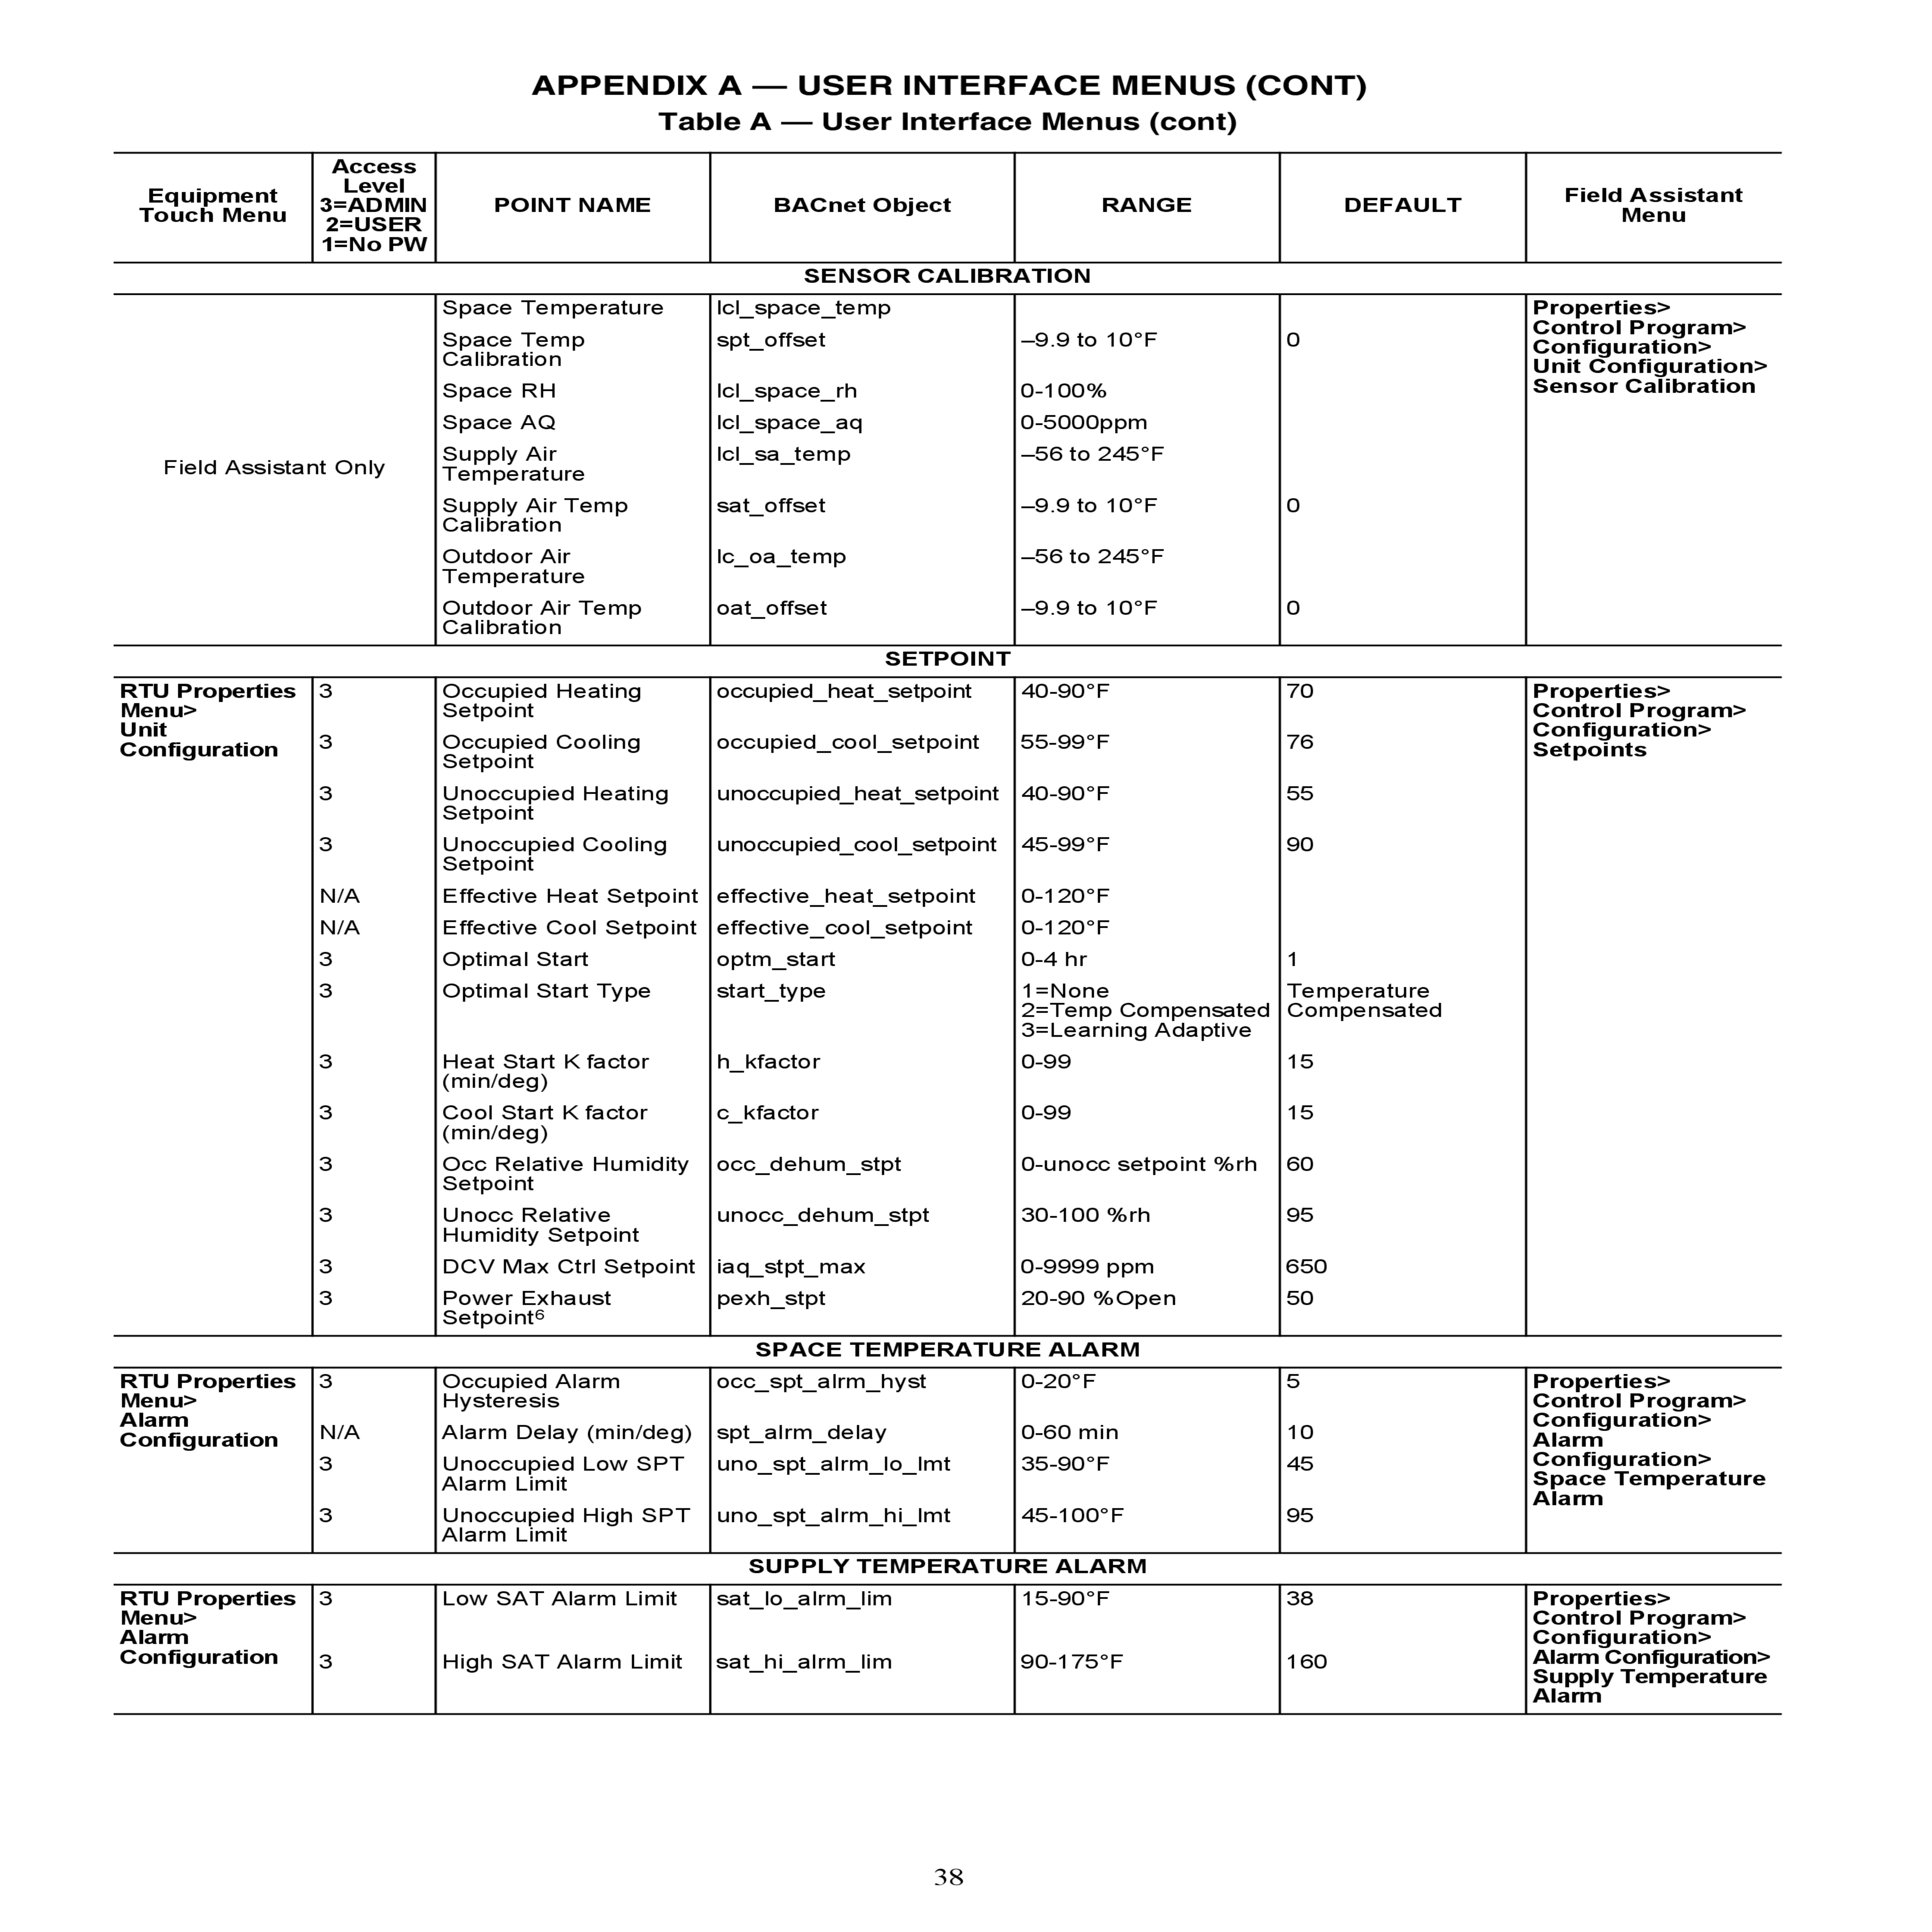 APPENDIX A — USER INTERFACE MENUS (CONT)
Table A — User Interface Menus (cont)
Equipment
Touch Menu
Access
Level
3=ADMIN
2=USER
1=No PW
POINT NAME
BACnet Object
RANGE
DEFAULT
Field Assistant
Menu
SENSOR CALIBRATION
Field Assistant Only
Space Temperature lcl_space_temp
Space Temp
Calibration
spt_offset –9.9 to 10°F 0
Space RH lcl_space_rh 0-100%
Space AQ lcl_space_aq 0-5000ppm
Supply Air
Temperature
lcl_sa_temp –56 to 245°F
Supply Air Temp
Calibration
sat_offset –9.9 to 10°F 0
Outdoor Air
Temperature
lc_oa_temp –56 to 245°F
Outdoor Air Temp
Calibration
oat_offset –9.9 to 10°F 0
Properties>
Control Program>
Configuration>
Unit Configuration>
Sensor Calibration
SETPOINT
RTU Properties
Menu>
Unit
Configuration
3 Occupied Heating
Setpoint
occupied_heat_setpoint 40-90°F 70
3 Occupied Cooling
Setpoint
occupied_cool_setpoint 55-99°F 76
3 Unoccupied Heating
Setpoint
unoccupied_heat_setpoint 40-90°F 55
3 Unoccupied Cooling
Setpoint
unoccupied_cool_setpoint 45-99°F 90
N/A Effective Heat Setpoint effective_heat_setpoint 0-120°F
N/A Effective Cool Setpoint effective_cool_setpoint 0-120°F
3 Optimal Start optm_start 0-4 hr 1
3 Optimal Start Type start_type 1=None
2=Temp Compensated
3=Learning Adaptive
Temperature
Compensated
3 Heat Start K factor
(min/deg)
h_kfactor 0-99 15
3 Cool Start K factor
(min/deg)
c_kfactor 0-99 15
3 Occ Relative Humidity
Setpoint
occ_dehum_stpt 0-unocc setpoint %rh 60
3 Unocc Relative
Humidity Setpoint
unocc_dehum_stpt 30-100 %rh 95
3 DCV Max Ctrl Setpoint iaq_stpt_max 0-9999 ppm 650
3 Power Exhaust
Setpoint6
pexh_stpt 20-90 %Open 50
Properties>
Control Program>
Configuration>
Setpoints
SPACE TEMPERATURE ALARM
RTU Properties
Menu>
Alarm
Configuration
3 Occupied Alarm
Hysteresis
occ_spt_alrm_hyst 0-20°F 5
N/A Alarm Delay (min/deg) spt_alrm_delay 0-60 min 10
3 Unoccupied Low SPT
Alarm Limit
uno_spt_alrm_lo_lmt 35-90°F 45
3 Unoccupied High SPT
Alarm Limit
uno_spt_alrm_hi_lmt 45-100°F 95
Properties>
Control Program>
Configuration>
Alarm
Configuration>
Space Temperature
Alarm
SUPPLY TEMPERATURE ALARM
RTU Properties
Menu>
Alarm
Configuration
3 Low SAT Alarm Limit sat_lo_alrm_lim 15-90°F 38
3 High SAT Alarm Limit sat_hi_alrm_lim 90-175°F 160
Properties>
Control Program>
Configuration>
Alarm Configuration>
Supply Temperature
Alarm
38